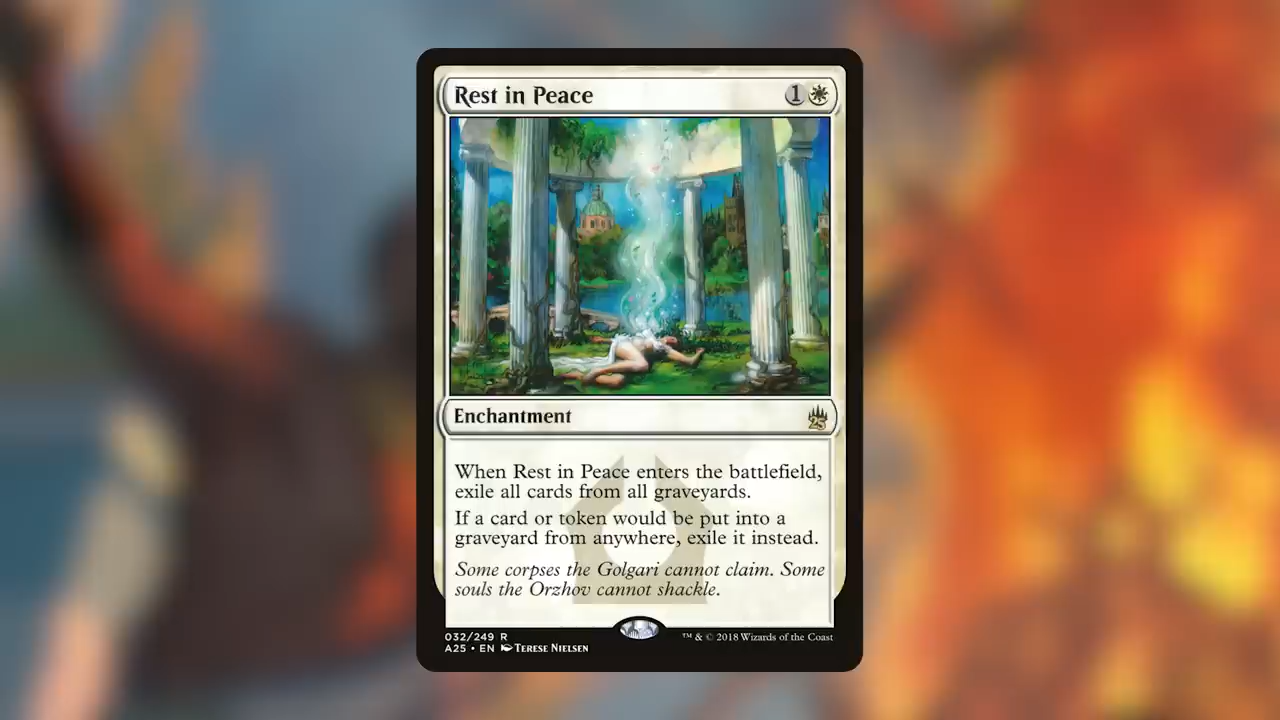 Rest in Peace 1
Enchantment
25
When Rest in Peace enters the battlefield,
exile all cards from all graveyards.
If a card or token would be put into a
graveyard from anywhere, exile it instead.
Some corpses the Golgari cannot claim. Some
souls the Orzhov cannot shackle.
032/249 R
A25 • EN TERESE NIELSEN
™ & © 2018 Wizards of the Coast